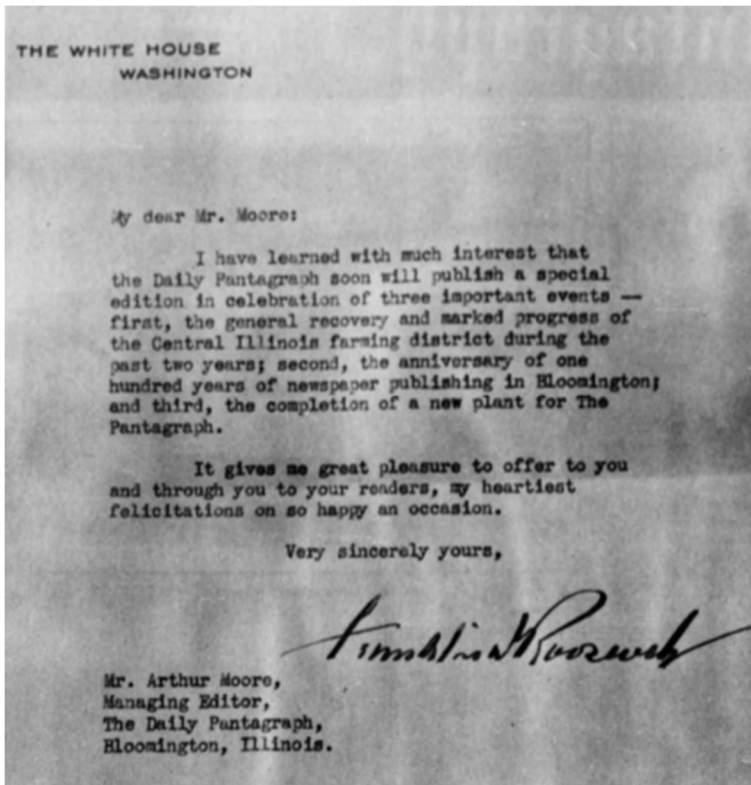 THE WHITE HOUSE
WASHINGTON
My dear Mr. Moore:
I have learned with much interest that
the Daily Pantagraph soon will publish a special
edition in celebration of three important events —
first, the general recovery and marked progress of
the Central Illinois farming district during the
past two years; second, the anniversary of one
hundred years of newspaper publishing in Bloomington;
and third, the completion of a new plant for The
Pantagraph.
It gives me great pleasure to offer to you
and through you to your readers, my heartiest
felicitations on so happy an occasion.
Very sincerely yours,
Franklin D Roosevelt
Mr. Arthur Moore,
Managing Editor,
The Daily Pantagraph,
Bloomington, Illinois.